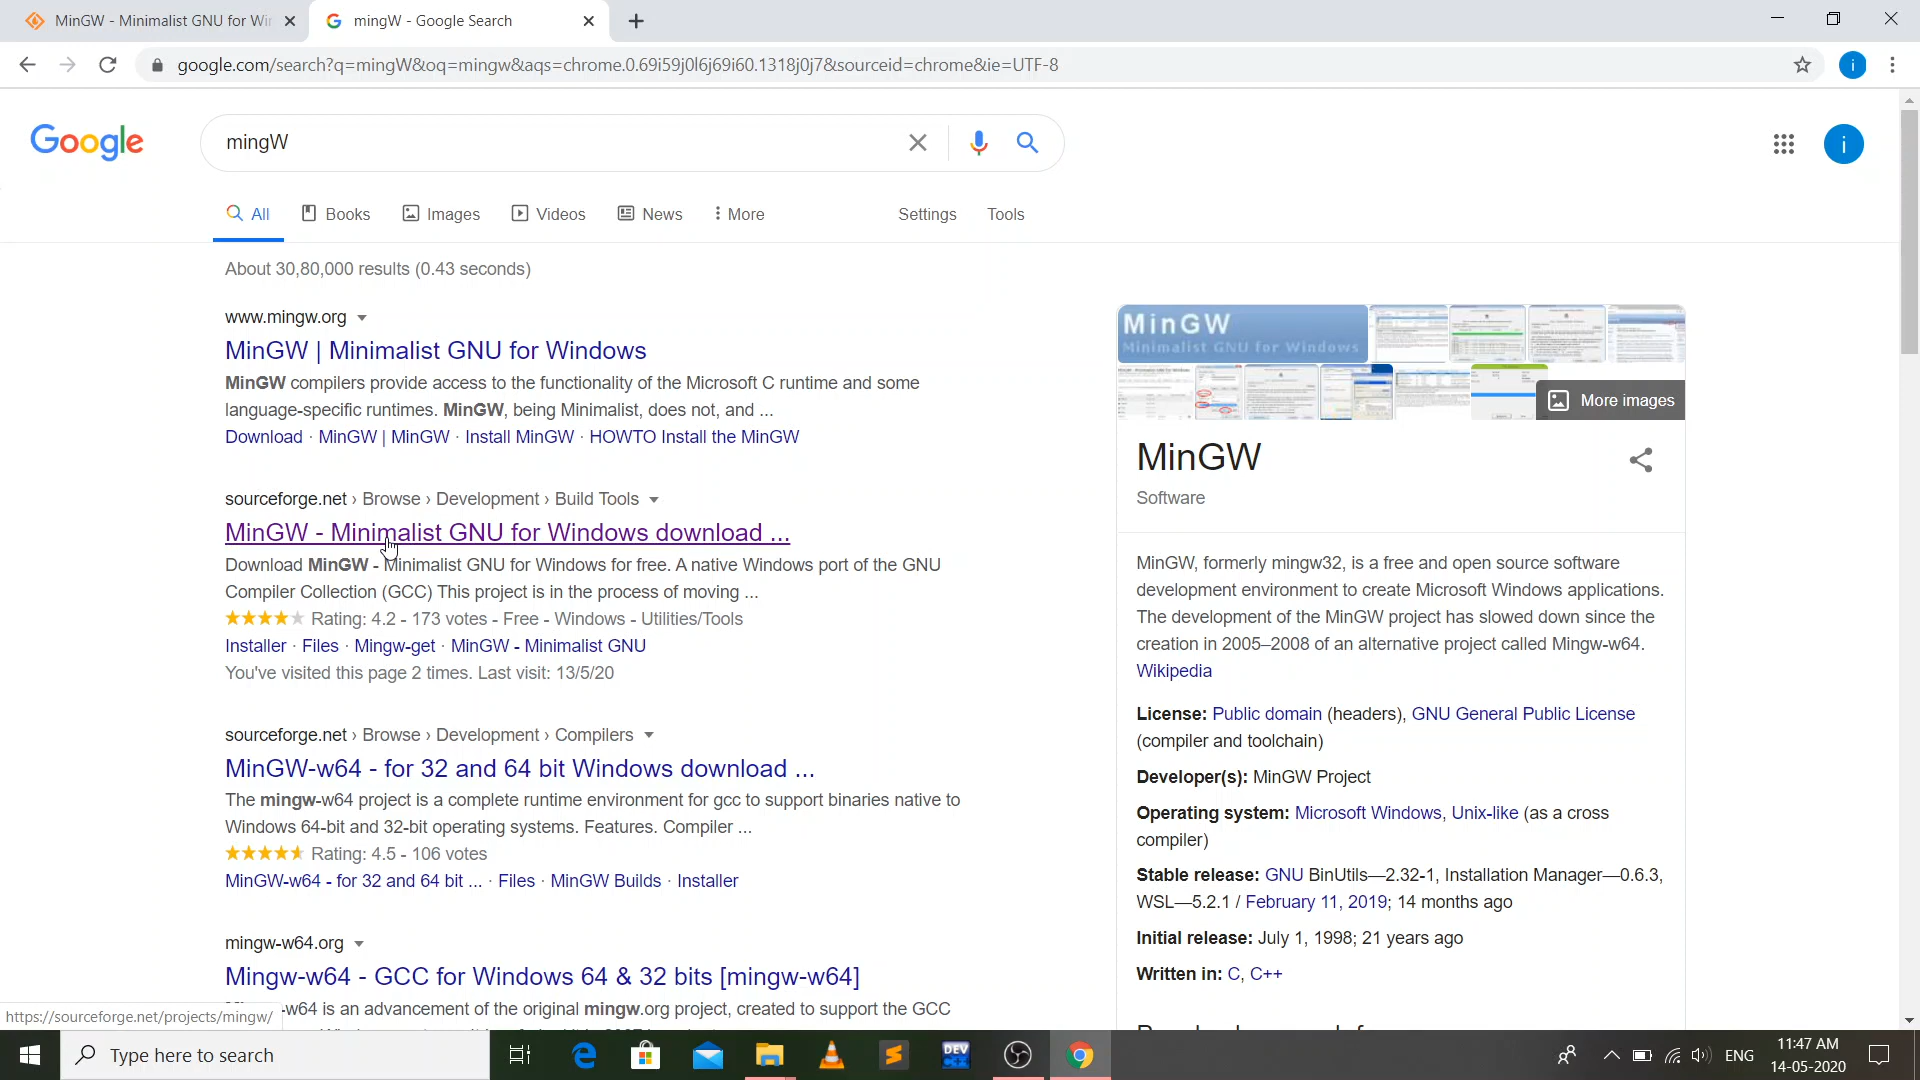 MinGW - Minimalist GNU for Win
mingW - Google Search
google.com/search?q=mingW&oq=mingw&aqs=chrome.0.69i59j0l6j69i60.1318j0j7&sourceid=chrome&ie=UTF-8
i
Google
mingW
i
All
Books
Images
Videos
News
More
Settings
Tools
About 30,80,000 results (0.43 seconds)
www.mingw.org
MinGW | Minimalist GNU for Windows
MinGW compilers provide access to the functionality of the Microsoft C runtime and some
language-specific runtimes. MinGW, being Minimalist, does not, and ...
Download · MinGW | MinGW · Install MinGW · HOWTO Install the MinGW
sourceforge.net › Browse › Development › Build Tools
MinGW - Minimalist GNU for Windows download ...
Download MinGW - Minimalist GNU for Windows for free. A native Windows port of the GNU
Compiler Collection (GCC) This project is in the process of moving ...
Rating: 4.2 - 173 votes - Free - Windows - Utilities/Tools
Installer · Files · Mingw-get · MinGW - Minimalist GNU
You've visited this page 2 times. Last visit: 13/5/20
sourceforge.net › Browse › Development › Compilers
MinGW-w64 - for 32 and 64 bit Windows download ...
The mingw-w64 project is a complete runtime environment for gcc to support binaries native to
Windows 64-bit and 32-bit operating systems. Features. Compiler ...
Rating: 4.5 - 106 votes
MinGW-w64 - for 32 and 64 bit ... · Files · MinGW Builds · Installer
mingw-w64.org
Mingw-w64 - GCC for Windows 64 & 32 bits [mingw-w64]
-w64 is an advancement of the original mingw.org project, created to support the GCC
https://sourceforge.net/projects/mingw/
MinGW
Minimalist GNU for Windows
More images
MinGW
Software
MinGW, formerly mingw32, is a free and open source software
development environment to create Microsoft Windows applications.
The development of the MinGW project has slowed down since the
creation in 2005–2008 of an alternative project called Mingw-w64.
Wikipedia
License: Public domain (headers), GNU General Public License
(compiler and toolchain)
Developer(s): MinGW Project
Operating system: Microsoft Windows, Unix-like (as a cross
compiler)
Stable release: GNU BinUtils—2.32-1, Installation Manager—0.6.3,
WSL—5.2.1 / February 11, 2019; 14 months ago
Initial release: July 1, 1998; 21 years ago
Written in: C, C++
Type here to search
DEV
ENG
11:47 AM
14-05-2020